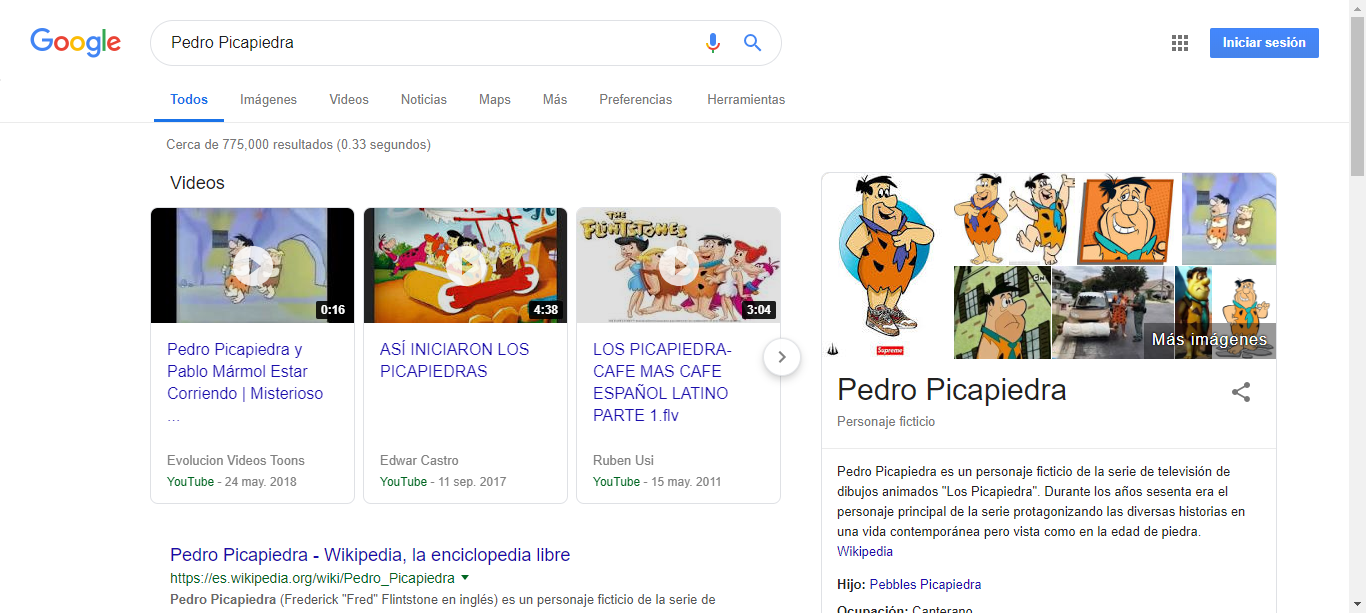 Google
Pedro Picapiedra
Iniciar sesión
Todos Imágenes Videos Noticias Maps Más Preferencias Herramientas
Cerca de 775,000 resultados (0.33 segundos)
Videos
0:16
Pedro Picapiedra y
Pablo Mármol Estar
Corriendo | Misterioso
...
Evolucion Videos Toons
YouTube - 24 may. 2018
4:38
ASÍ INICIARON LOS
PICAPIEDRAS
Edwar Castro
YouTube - 11 sep. 2017
THE
FLINTSTONES
3:04
LOS PICAPIEDRA-
CAFE MAS CAFE
ESPAÑOL LATINO
PARTE 1.flv
Ruben Usi
YouTube - 15 may. 2011
Pedro Picapiedra - Wikipedia, la enciclopedia libre
https://es.wikipedia.org/wiki/Pedro_Picapiedra
Pedro Picapiedra (Frederick "Fred" Flintstone en inglés) es un personaje ficticio de la serie de
Supreme
Más imágenes
Pedro Picapiedra
Personaje ficticio
Pedro Picapiedra es un personaje ficticio de la serie de televisión de
dibujos animados "Los Picapiedra". Durante los años sesenta era el
personaje principal de la serie protagonizando las diversas historias en
una vida contemporánea pero vista como en la edad de piedra.
Wikipedia
Hijo: Pebbles Picapiedra
Ocupación: Canterano